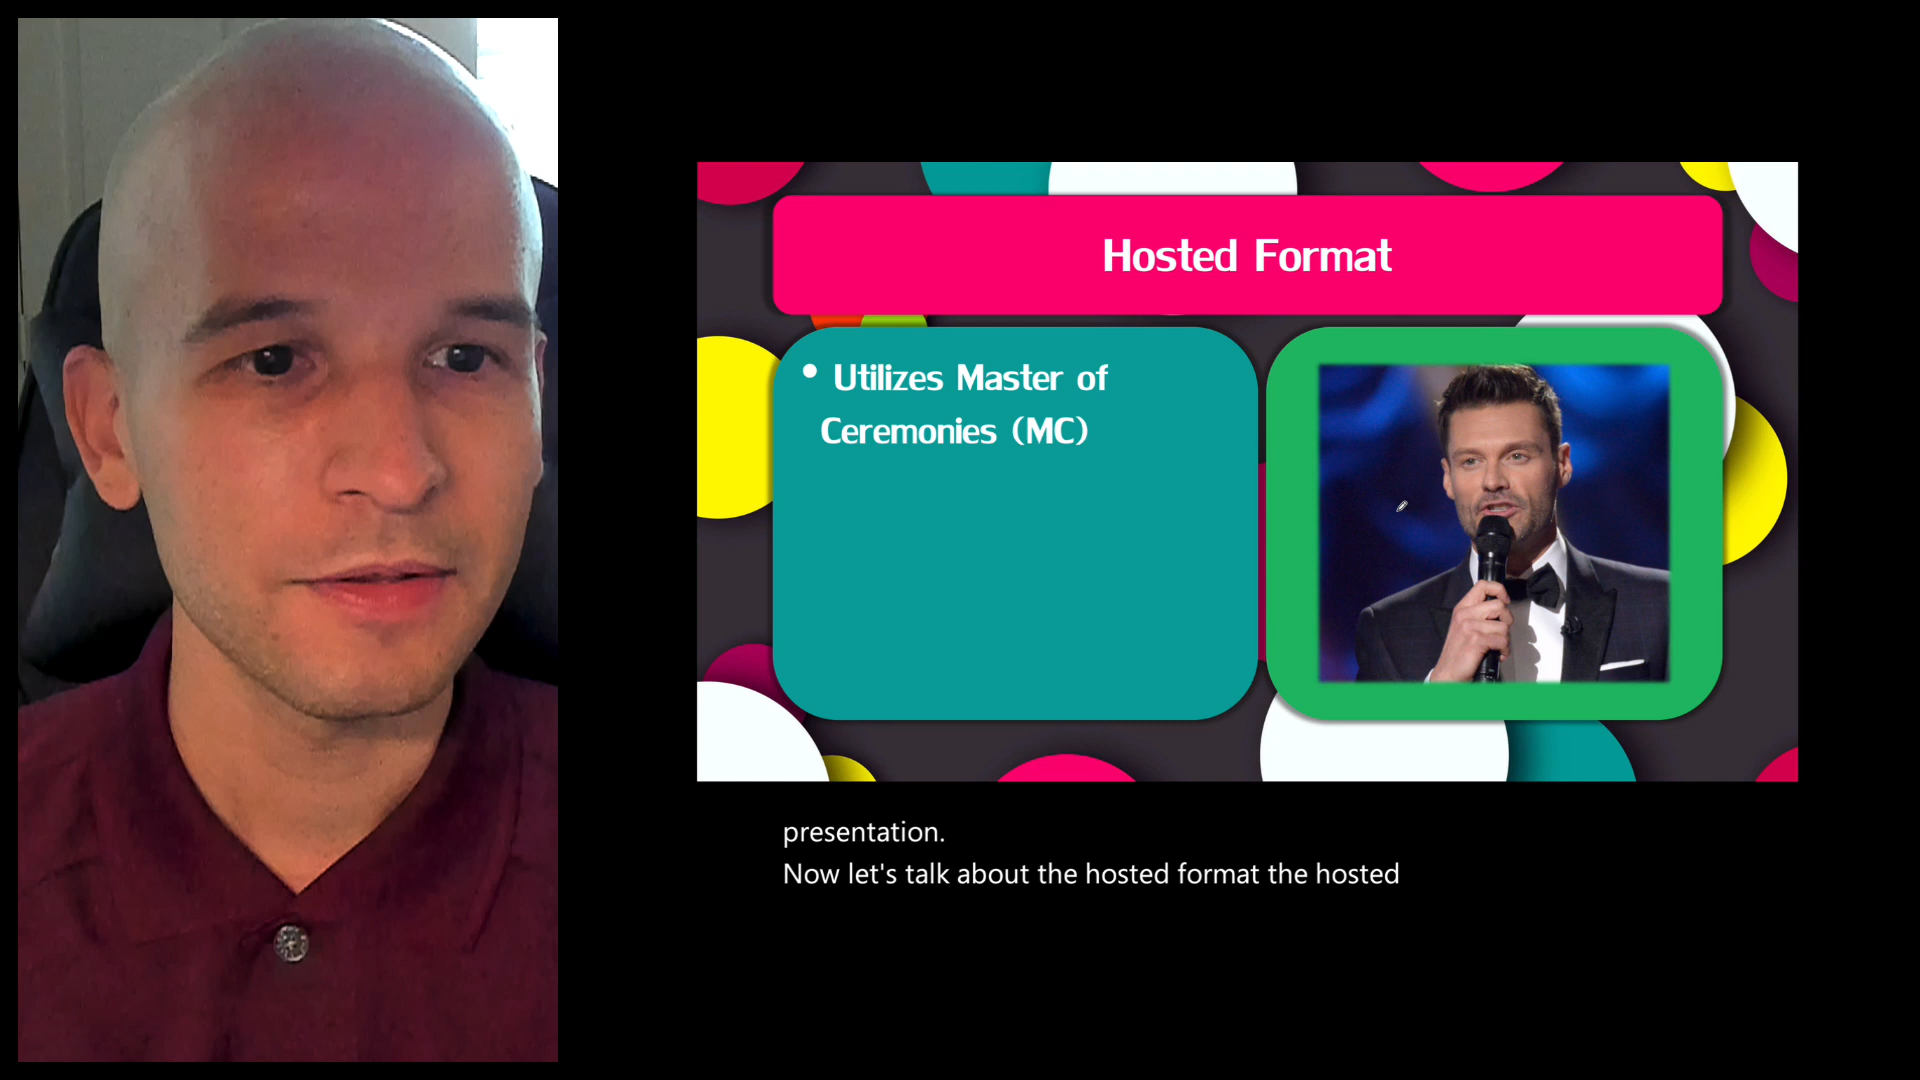 Hosted Format
• Utilizes Master of
Ceremonies (MC)
presentation.
Now let's talk about the hosted format the hosted